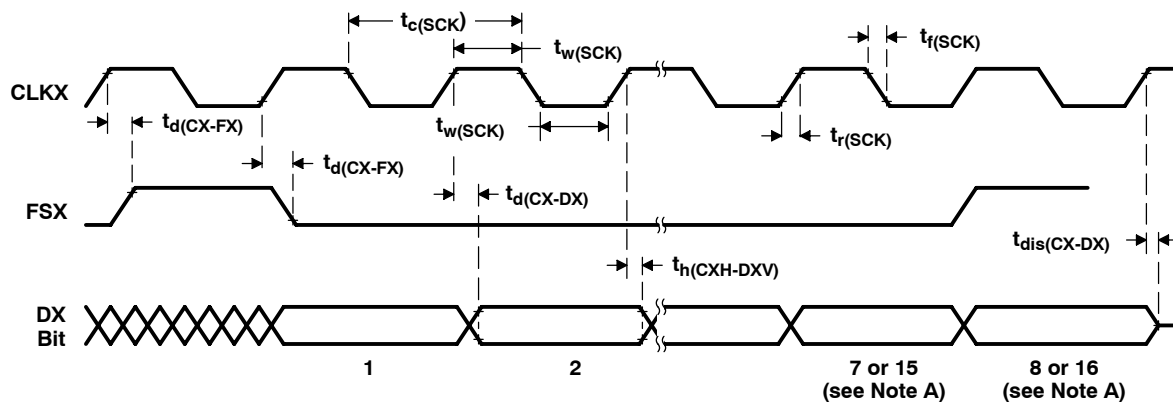 tc(SCK)
tw(SCK)
tf(SCK)
CLKX
td(CX-FX)
tw(SCK)
tr(SCK)
td(CX-FX)
td(CX-DX)
FSX
tdis(CX-DX)
th(CXH-DXV)
DX
Bit
1
2
7 or 15
(see Note A)
8 or 16
(see Note A)